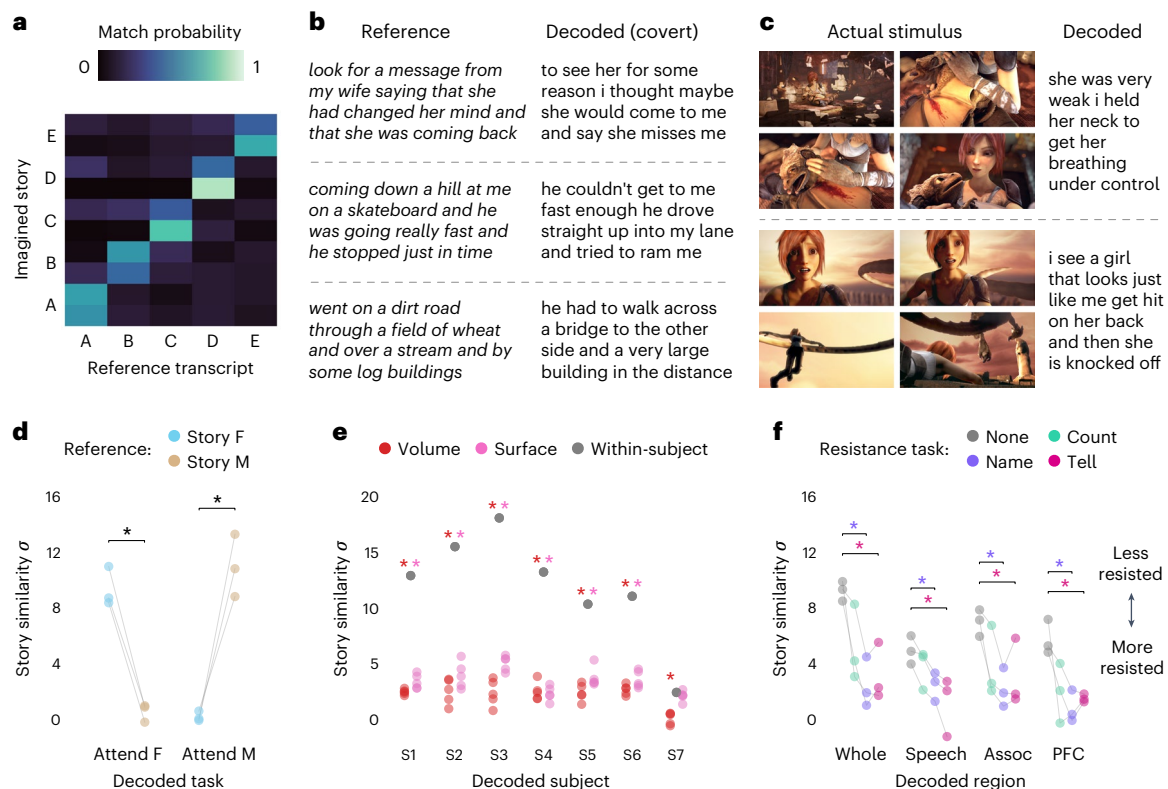 a
Match probability
0
1
Imagined story
E
D
C
B
A
A B C D E
Reference transcript
b
Reference
Decoded (covert)
look for a message from
my wife saying that she
had changed her mind and
that she was coming back
to see her for some
reason i thought maybe
she would come to me
and say she misses me
coming down a hill at me
on a skateboard and he
was going really fast and
he stopped just in time
he couldn't get to me
fast enough he drove
straight up into my lane
and tried to ram me
went on a dirt road
through a field of wheat
and over a stream and by
some log buildings
he had to walk across
a bridge to the other
side and a very large
building in the distance
c
Actual stimulus
Decoded
she was very
weak i held
her neck to
get her
breathing
under control
i see a girl
that looks just
like me get hit
on her back
and then she
is knocked off
d
Reference:
Story F
Story M
Story similarity σ
16
12
8
4
0
*
*
Attend F
Attend M
Decoded task
e
Volume
Surface
Within-subject
Story similarity σ
20
15
10
5
0
* *
* *
* *
* *
* *
* *
*
S1 S2 S3 S4 S5 S6 S7
Decoded subject
f
Resistance task:
None
Count
Name
Tell
Story similarity σ
16
12
8
4
0
*
*
*
*
*
*
*
*
Less
resisted
More
resisted
Whole Speech Assoc PFC
Decoded region